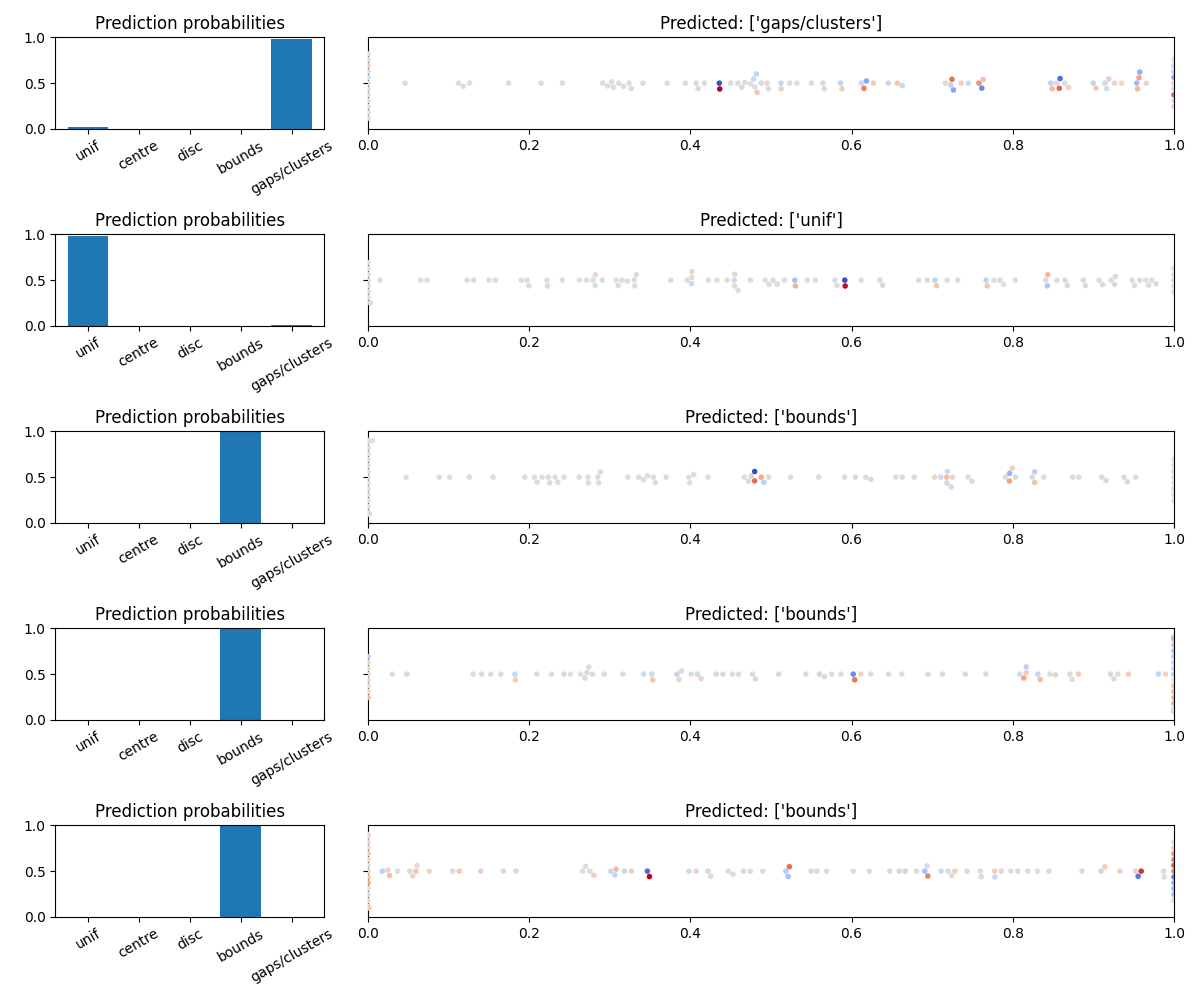 Prediction probabilities
Predicted: ['gaps/clusters']
1.0
0.5
0.0
unif
centre
disc
bounds
gaps/clusters
0.0 0.2 0.4 0.6 0.8 1.0
Prediction probabilities
Predicted: ['unif']
1.0
0.5
0.0
unif
centre
disc
bounds
gaps/clusters
0.0 0.2 0.4 0.6 0.8 1.0
Prediction probabilities
Predicted: ['bounds']
1.0
0.5
0.0
unif
centre
disc
bounds
gaps/clusters
0.0 0.2 0.4 0.6 0.8 1.0
Prediction probabilities
Predicted: ['bounds']
1.0
0.5
0.0
unif
centre
disc
bounds
gaps/clusters
0.0 0.2 0.4 0.6 0.8 1.0
Prediction probabilities
Predicted: ['bounds']
1.0
0.5
0.0
unif
centre
disc
bounds
gaps/clusters
0.0 0.2 0.4 0.6 0.8 1.0